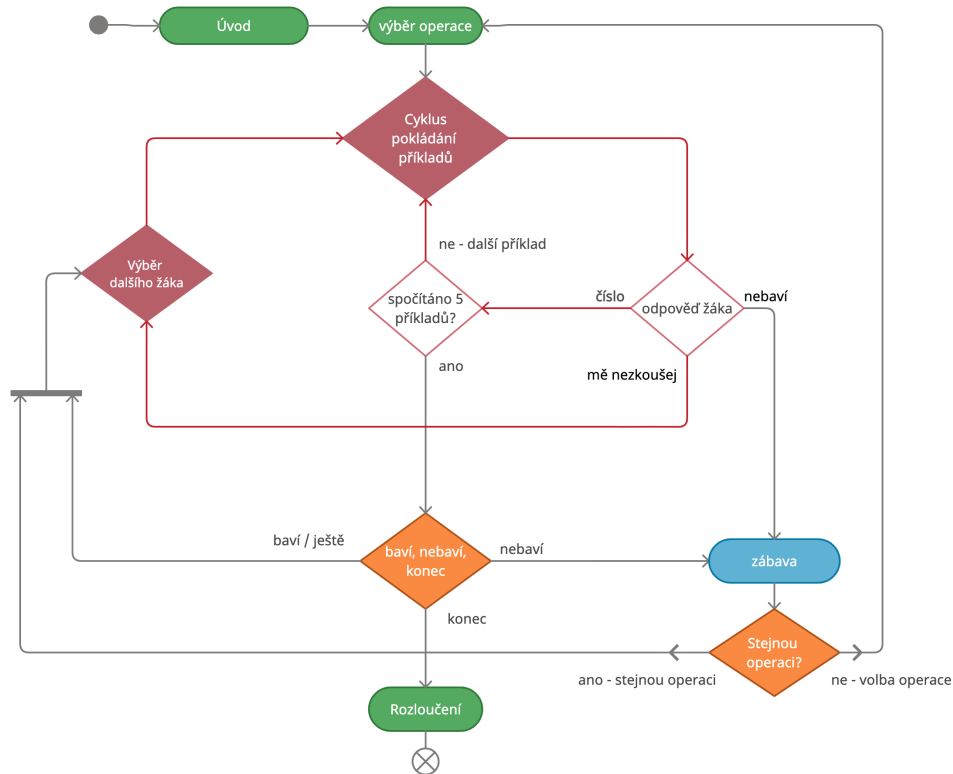 Úvod
výběr operace
Cyklus
pokládání
příkladů
ne - další příklad
Výběr
dalšího žáka
spočítáno 5
příkladů?
číslo
odpověď žáka
nebaví
ano
mě nezkoušej
baví / ještě
baví, nebaví,
konec
nebaví
zábava
konec
Stejnou
operaci?
ano - stejnou operaci
ne - volba operace
Rozloučení